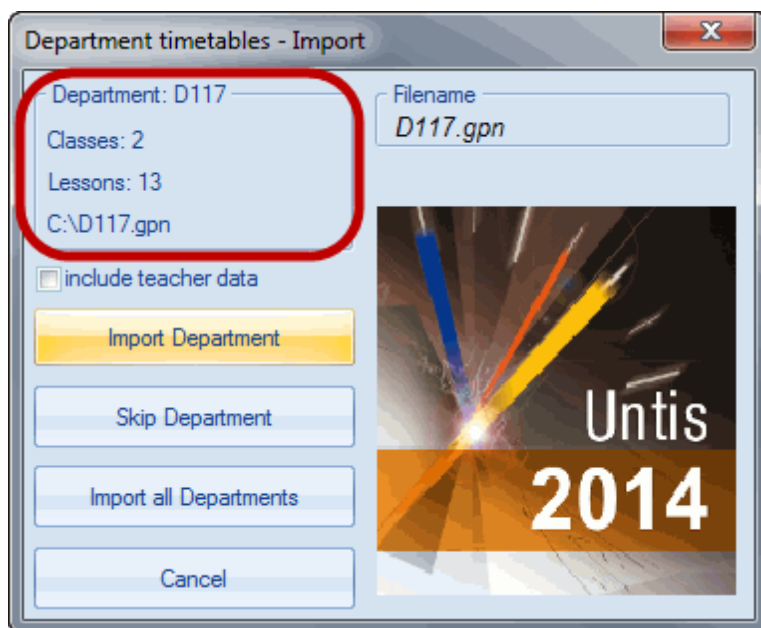 Department timetables - Import
Department: D117
Classes: 2
Lessons: 13
C:\D117.gpn
include teacher data
Import Department
Skip Department
Import all Departments
Cancel
Filename
D117.gpn
Untis
2014